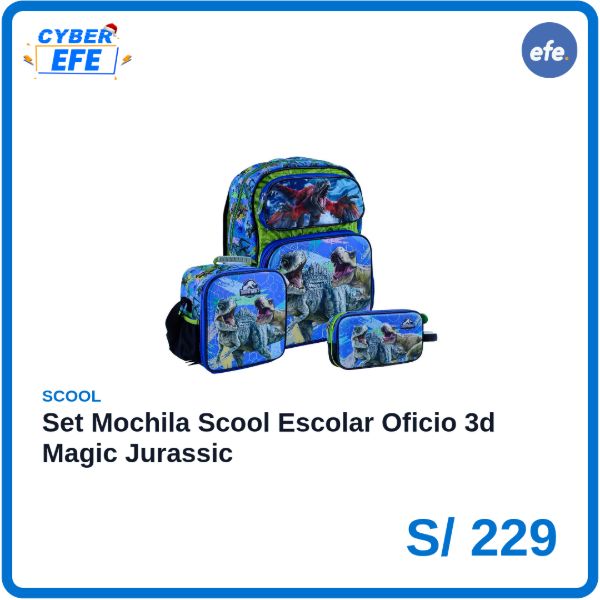 CYBER
EFE
efe.
SCOOL
Set Mochila Scool Escolar Oficio 3d
Magic Jurassic
S/ 229